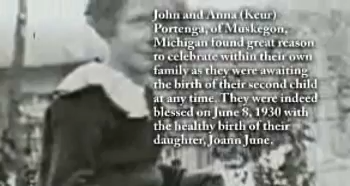 John and Anna (Keur)
Portenga, of Muskegon,
Michigan found great reason
to celebrate within their own
family as they were awaiting
the birth of their second child
at any time. They were indeed
blessed on June 8, 1930 with
the healthy birth of their
daughter, Joann June.